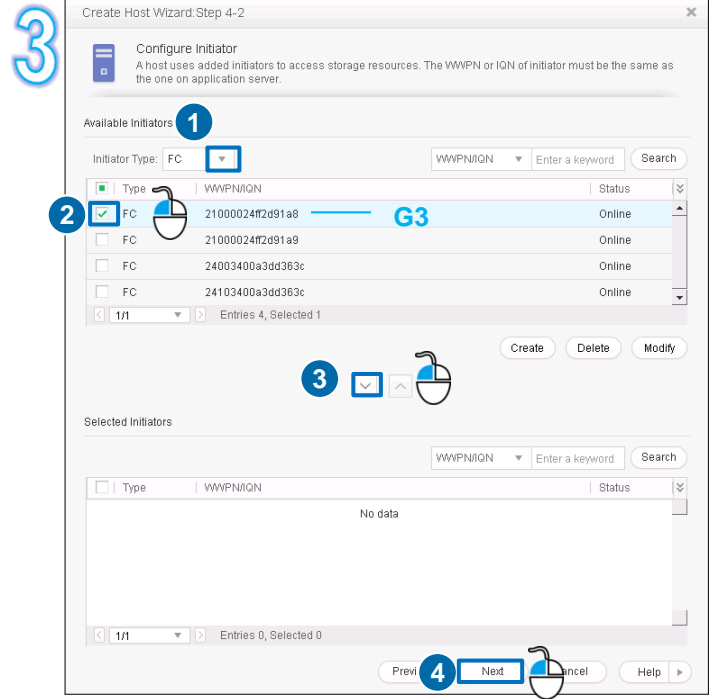 3
Create Host Wizard:Step 4-2
Configure Initiator
A host uses added initiators to access storage resources. The WWPN or IQN of initiator must be the same as
the one on application server.
Available Initiators
1
Initiator Type: FC
WWPN/IQN Enter a keyword Search
Type WWPN/IQN Status
2
FC 21000024ff2d91a8 G3 Online
FC 21000024ff2d91a9 Online
FC 24003400a3dd363c Online
FC 24103400a3dd363c Online
1/1 Entries 4, Selected 1
Create Delete Modify
3
Selected Initiators
WWPN/IQN Enter a keyword Search
Type WWPN/IQN Status
No data
1/1 Entries 0, Selected 0
Previ 4 Next ancel Help